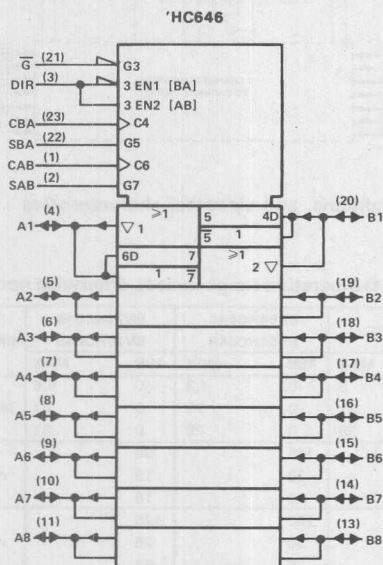 'HC646
G̅ (21) G3
DIR (3) 3 EN1 [BA]
3 EN2 [AB]
CBA (23) C4
SBA (22) G5
CAB (1) C6
SAB (2) G7
A1 (4) ≥1 ▽ 1 5 4D (20) B1
5̅ 1
6D 7 ≥1
1 7̅ 2 ▽
A2 (5) (19) B2
A3 (6) (18) B3
A4 (7) (17) B4
A5 (8) (16) B5
A6 (9) (15) B6
A7 (10) (14) B7
A8 (11) (13) B8